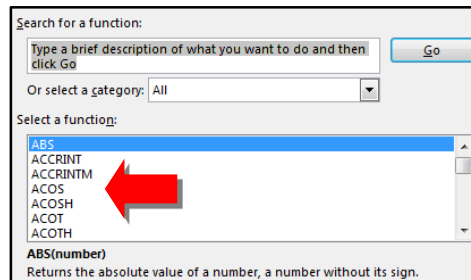 Search for a function:
Type a brief description of what you want to do and then
click Go
Go
Or select a category: All
Select a function:
ABS
ACCRINT
ACCRINTM
ACOS
ACOSH
ACOT
ACOTH
ABS(number)
Returns the absolute value of a number, a number without its sign.